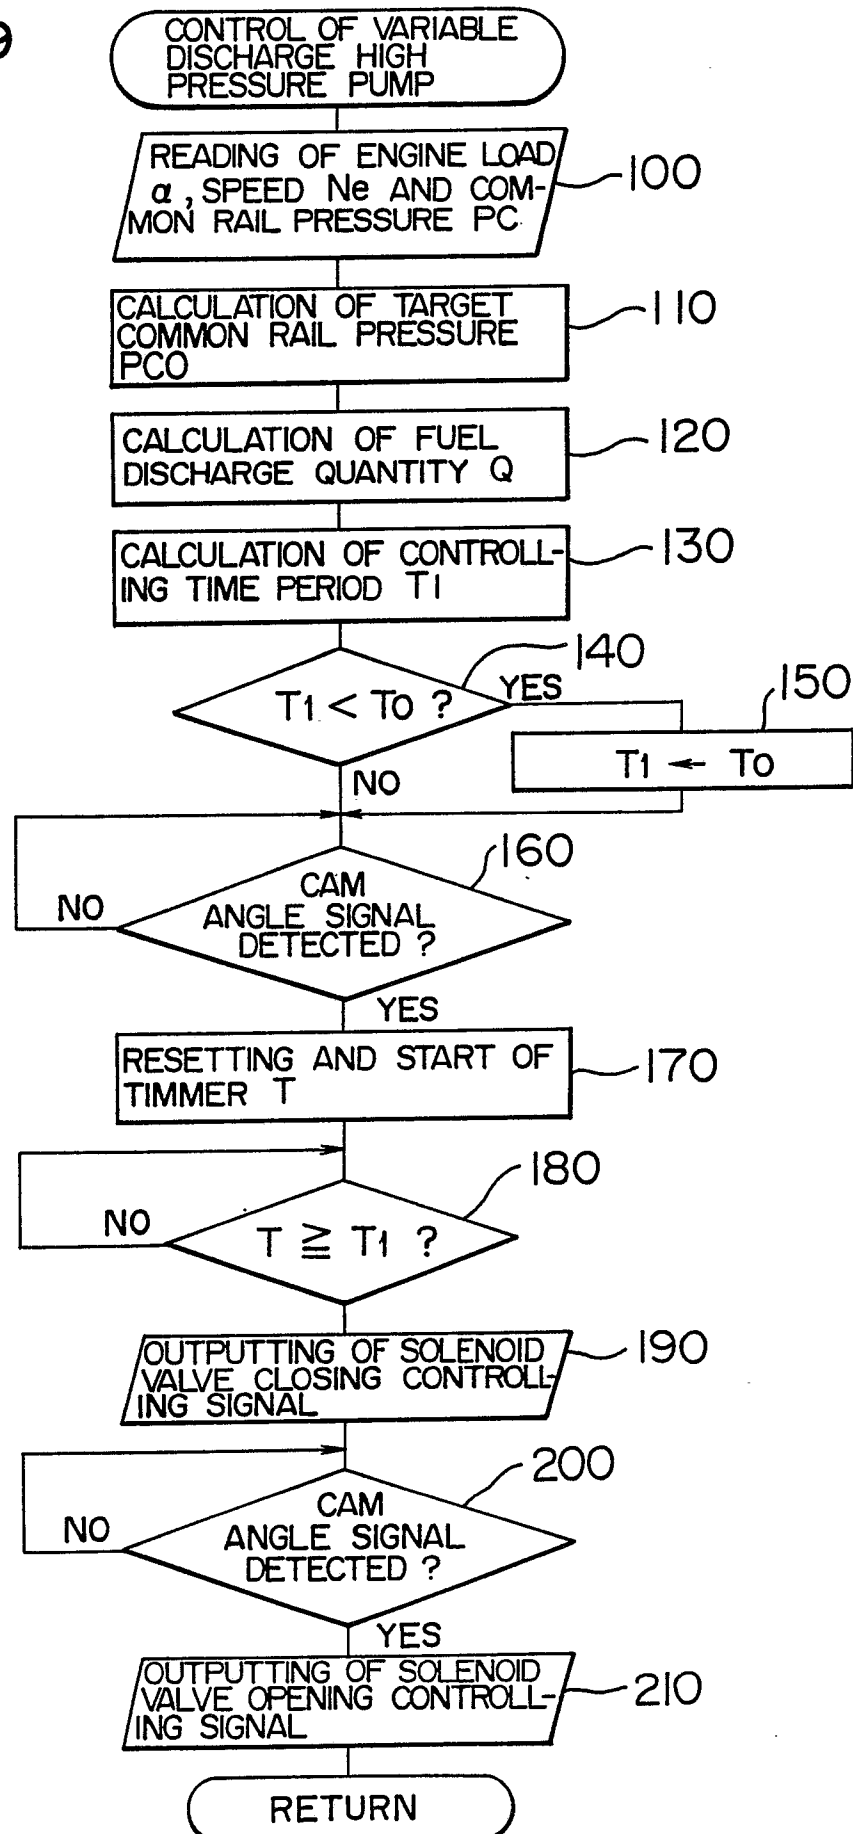 9
CONTROL OF VARIABLE
DISCHARGE HIGH
PRESSURE PUMP
READING OF ENGINE LOAD
α, SPEED Ne AND COM-
MON RAIL PRESSURE PC
100
CALCULATION OF TARGET
COMMON RAIL PRESSURE
PCO
110
CALCULATION OF FUEL
DISCHARGE QUANTITY Q
120
CALCULATION OF CONTROLL-
ING TIME PERIOD T1
130
T1 < To ?
140
YES
NO
150
T1 ← To
160
CAM
ANGLE SIGNAL
DETECTED ?
NO
YES
RESETTING AND START OF
TIMMER T
170
180
T ≧ T1 ?
NO
OUTPUTTING OF SOLENOID
VALVE CLOSING CONTROLL-
ING SIGNAL
190
200
CAM
ANGLE SIGNAL
DETECTED ?
NO
YES
OUTPUTTING OF SOLENOID
VALVE OPENING CONTROLL-
ING SIGNAL
210
RETURN